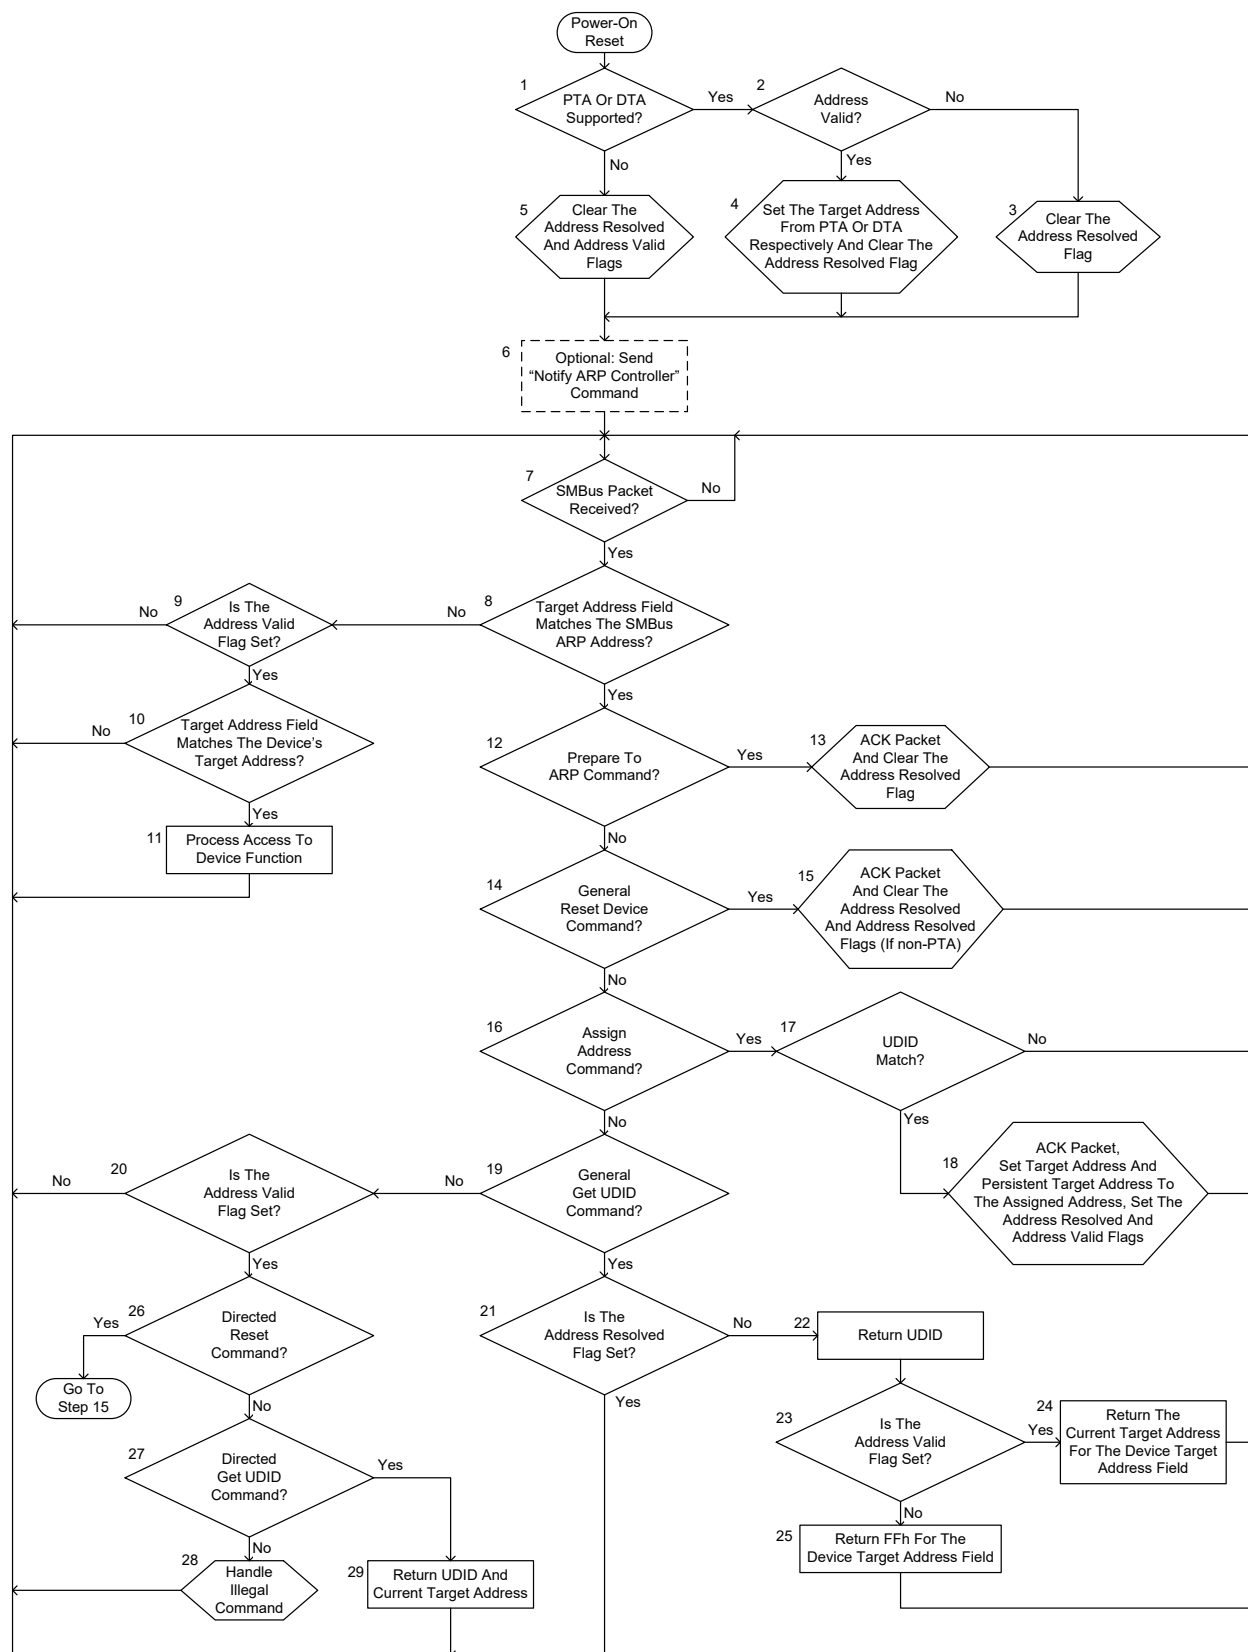 Power-On
Reset
1
PTA Or DTA
Supported?
Yes
2
Address
Valid?
No
No
Yes
5
Clear The
Address Resolved
And Address Valid
Flags
4
Set The Target Address
From PTA Or DTA
Respectively And Clear The
Address Resolved Flag
3
Clear The
Address Resolved
Flag
6
Optional: Send
“Notify ARP Controller”
Command
7
SMBus Packet
Received?
No
Yes
8
Target Address Field
Matches The SMBus
ARP Address?
No
9
Is The
Address Valid
Flag Set?
No
Yes
Yes
10
Target Address Field
Matches The Device’s
Target Address?
No
Yes
11
Process Access To
Device Function
12
Prepare To
ARP Command?
Yes
13
ACK Packet
And Clear The
Address Resolved
Flag
No
14
General
Reset Device
Command?
Yes
15
ACK Packet
And Clear The
Address Resolved
And Address Resolved
Flags (If non-PTA)
No
16
Assign
Address
Command?
Yes
17
UDID
Match?
No
No
Yes
18
ACK Packet,
Set Target Address And
Persistent Target Address To
The Assigned Address, Set The
Address Resolved And
Address Valid Flags
19
General
Get UDID
Command?
No
20
Is The
Address Valid
Flag Set?
No
Yes
Yes
21
Is The
Address Resolved
Flag Set?
No
22
Return UDID
Yes
23
Is The
Address Valid
Flag Set?
Yes
24
Return The
Current Target Address
For The Device Target
Address Field
No
25
Return FFh For The
Device Target Address Field
26
Directed
Reset
Command?
Yes
Go To
Step 15
No
27
Directed
Get UDID
Command?
Yes
No
28
Handle
Illegal
Command
29
Return UDID And
Current Target Address